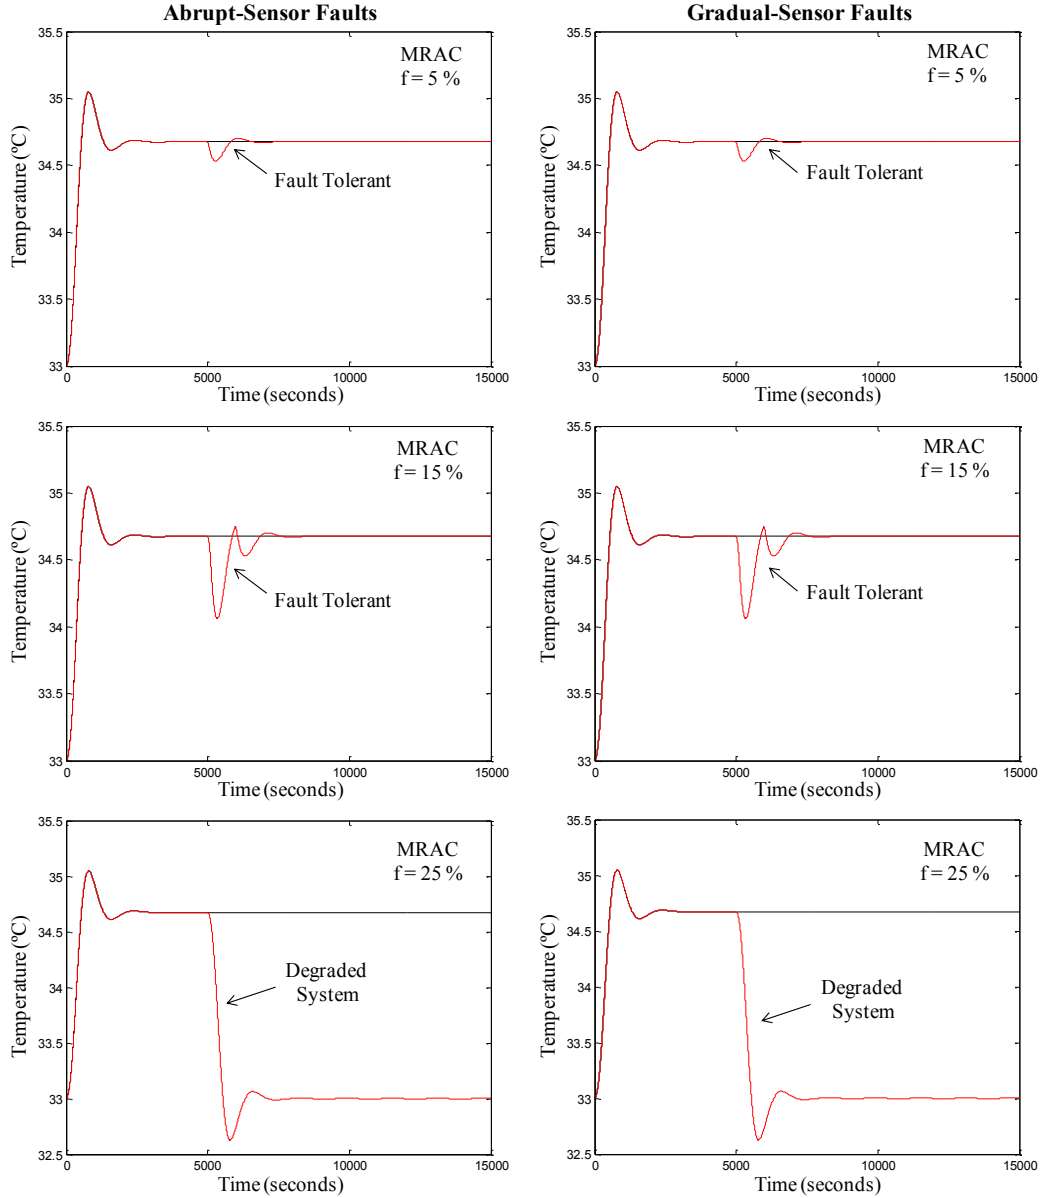 Abrupt-Sensor Faults
Gradual-Sensor Faults
35.5
35
34.5
34
33.5
33
Temperature (ºC)
MRAC
f = 5 %
Fault Tolerant
0
5000
10000
15000
Time (seconds)
35.5
35
34.5
34
33.5
33
Temperature (ºC)
MRAC
f = 5 %
Fault Tolerant
0
5000
10000
15000
Time (seconds)
35.5
35
34.5
34
33.5
33
Temperature (ºC)
MRAC
f = 15 %
Fault Tolerant
0
5000
10000
15000
Time (seconds)
35.5
35
34.5
34
33.5
33
Temperature (ºC)
MRAC
f = 15 %
Fault Tolerant
0
5000
10000
15000
Time (seconds)
35.5
35
34.5
34
33.5
33
32.5
Temperature (ºC)
MRAC
f = 25 %
Degraded
System
0
5000
10000
15000
Time (seconds)
35.5
35
34.5
34
33.5
33
32.5
Temperature (ºC)
MRAC
f = 25 %
Degraded
System
0
5000
10000
15000
Time (seconds)